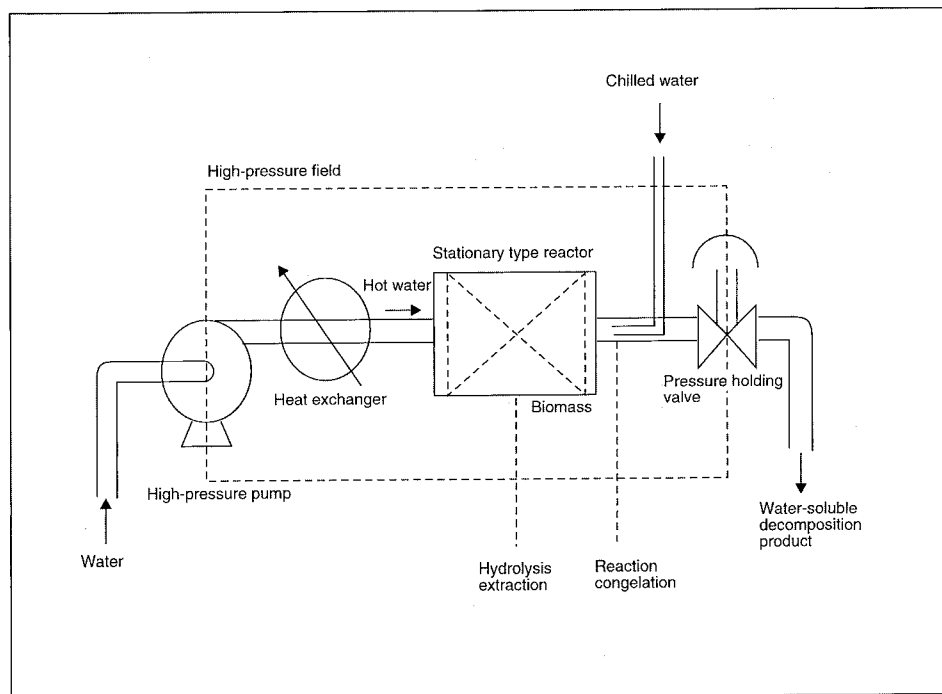 Chilled water
High-pressure field
Stationary type reactor
Hot water
Heat exchanger
Biomass
Pressure holding
valve
High-pressure pump
Water
Water-soluble
decomposition
product
Hydrolysis
extraction
Reaction
congelation